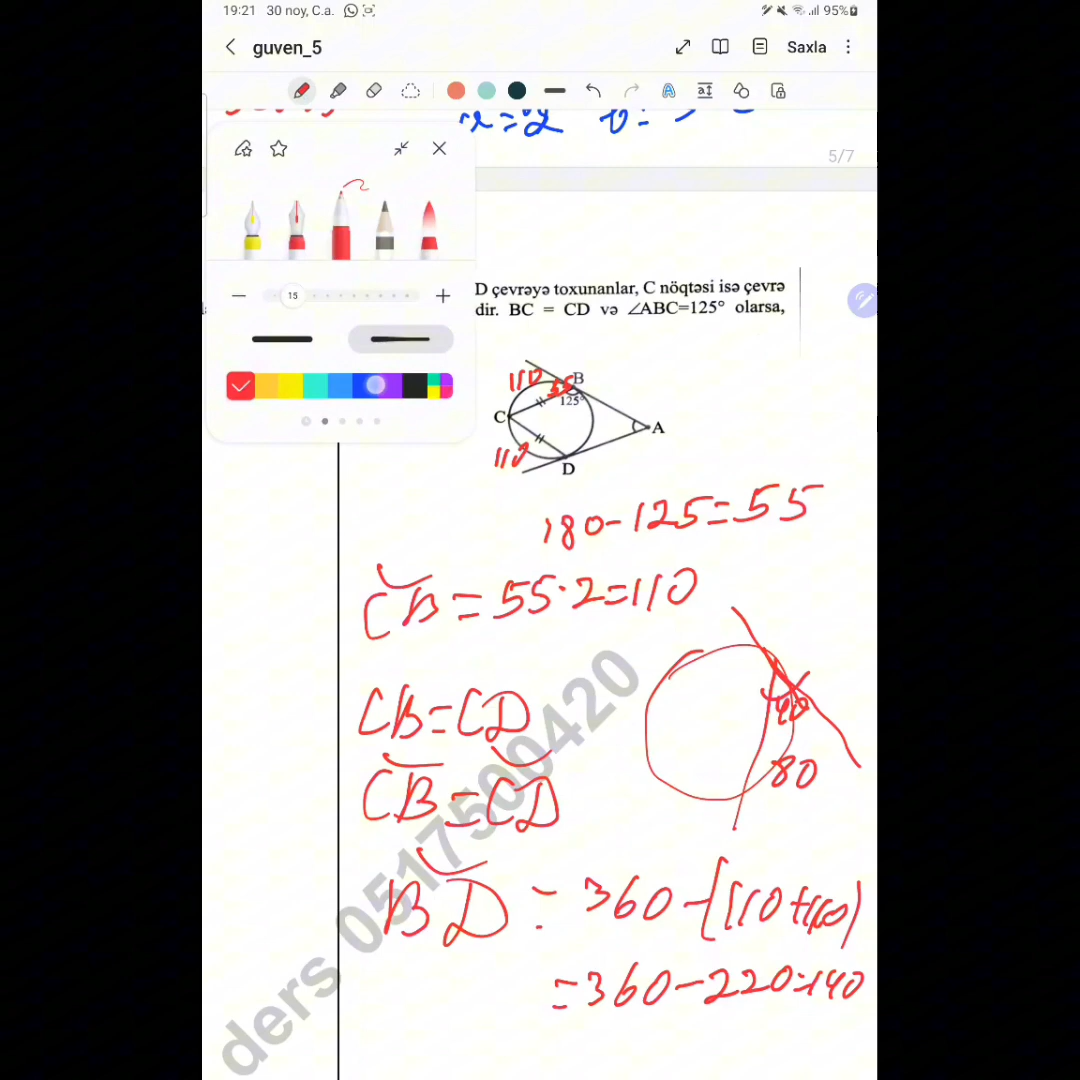 19:21 30 noy, C.a. 95%
guven_5 Saxla
5/7
15
D çevrəyə toxunanlar, C nöqtəsi isə çevrə
dir. BC = CD və ∠ABC=125° olarsa,
110 55 B
125°
C
A
110
D
180-125=55
CB = 55·2=110
CB=CD
40
80
CB=CD
BD = 360-(110+110)
=360-220=140
ders 0517500420